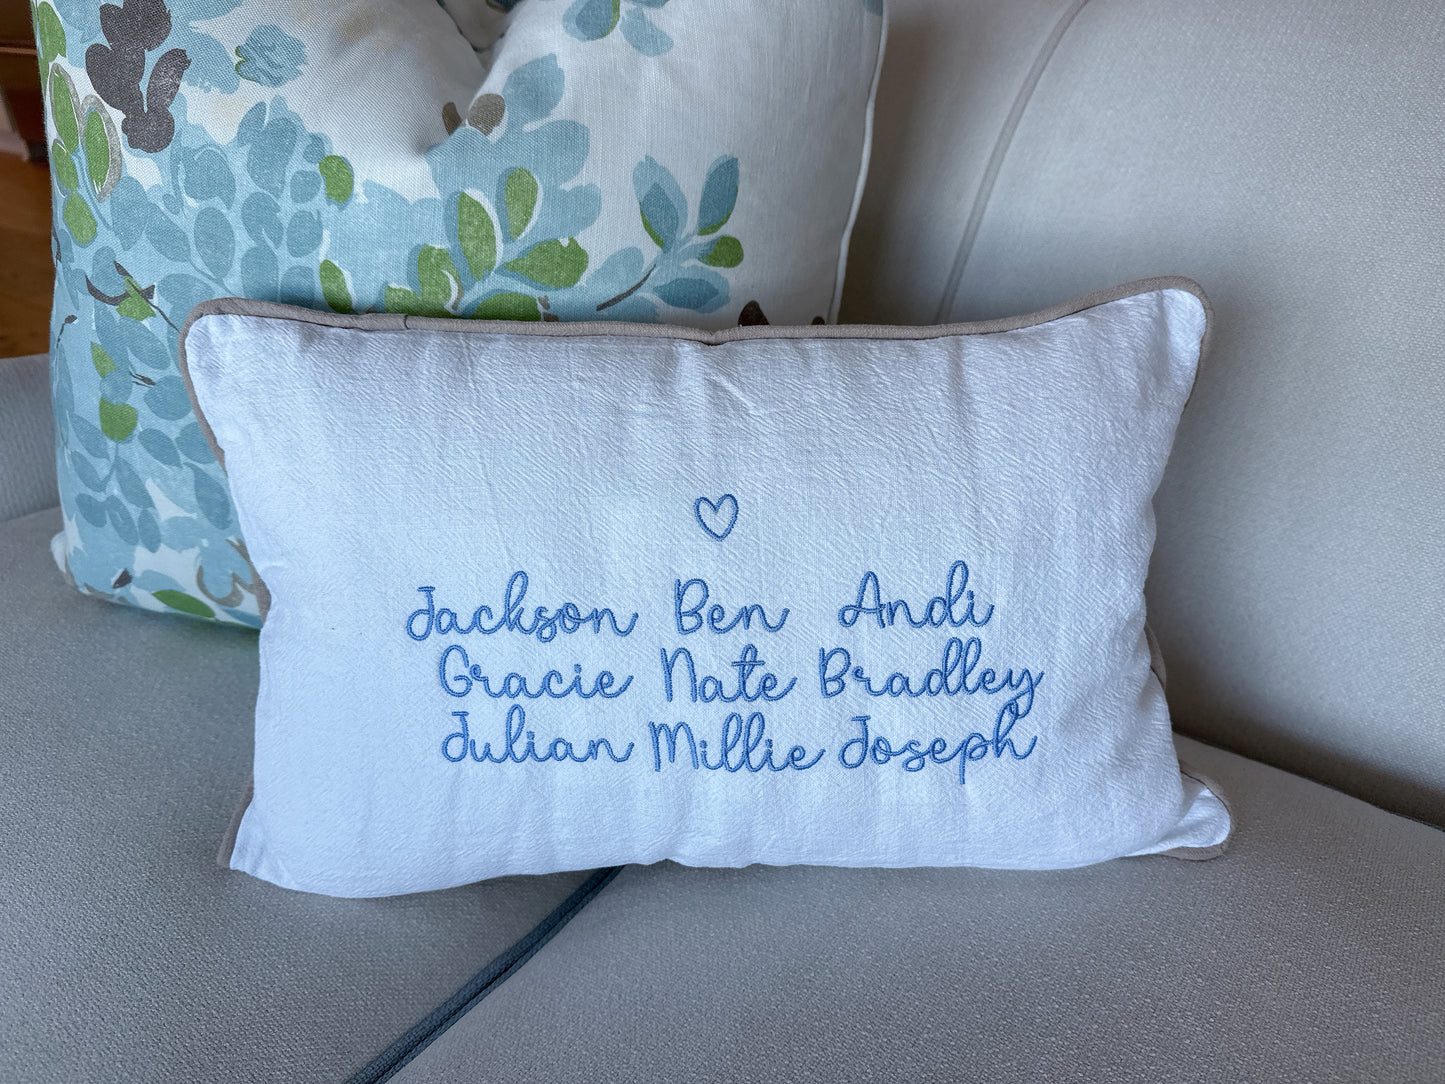 Jackson Ben Andi
Gracie Nate Bradley
Julian Millie Joseph